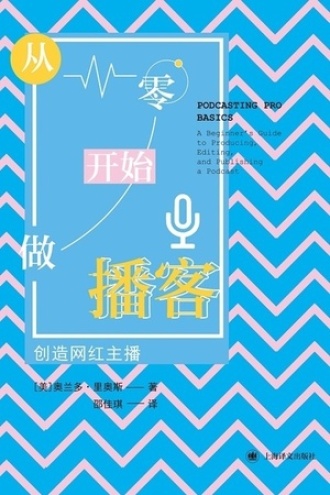 从零开始做播客
PODCASTING PRO
BASICS
A Beginner's Guide
to Producing,
Editing,
and Publishing
a Podcast
创造网红主播
[美]奥兰多·里奥斯 —— 著
邵佳琪 —— 译
上海译文出版社